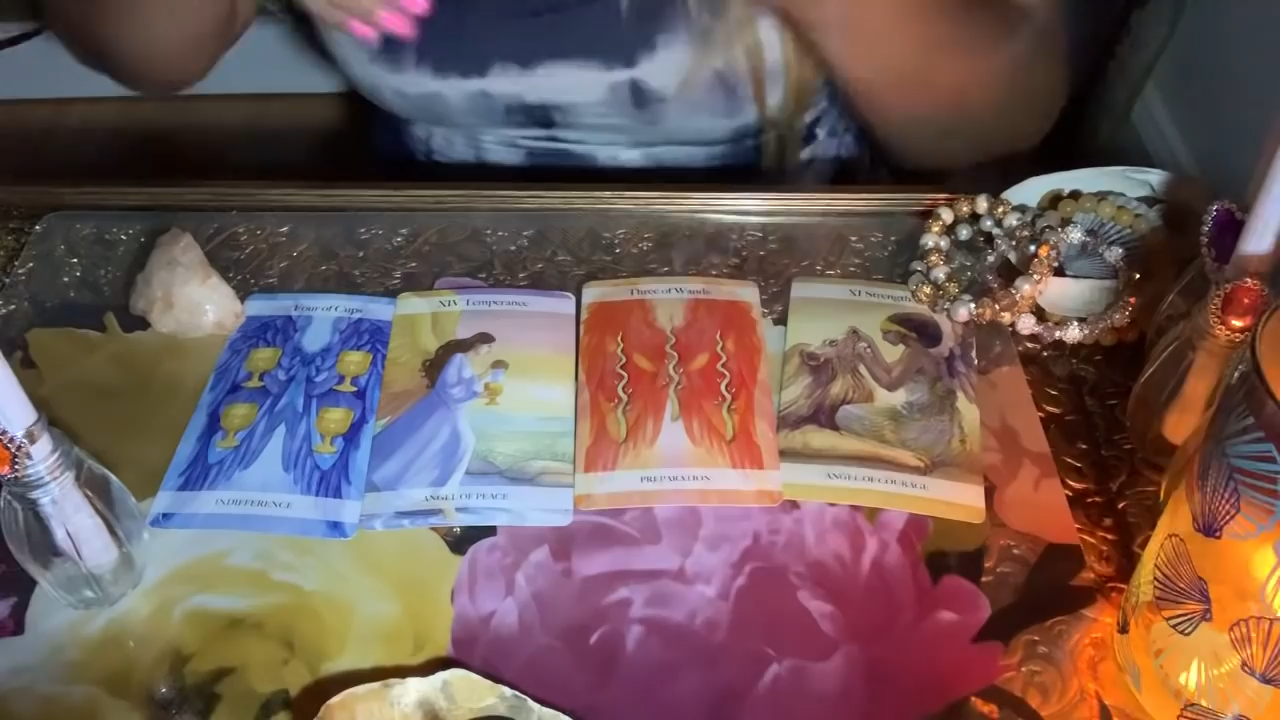 Four of Cups
INDIFFERENCE
XIV Temperance
ANGEL OF PEACE
Three of Wands
PREPARATION
XI Strength
ANGEL OF COURAGE